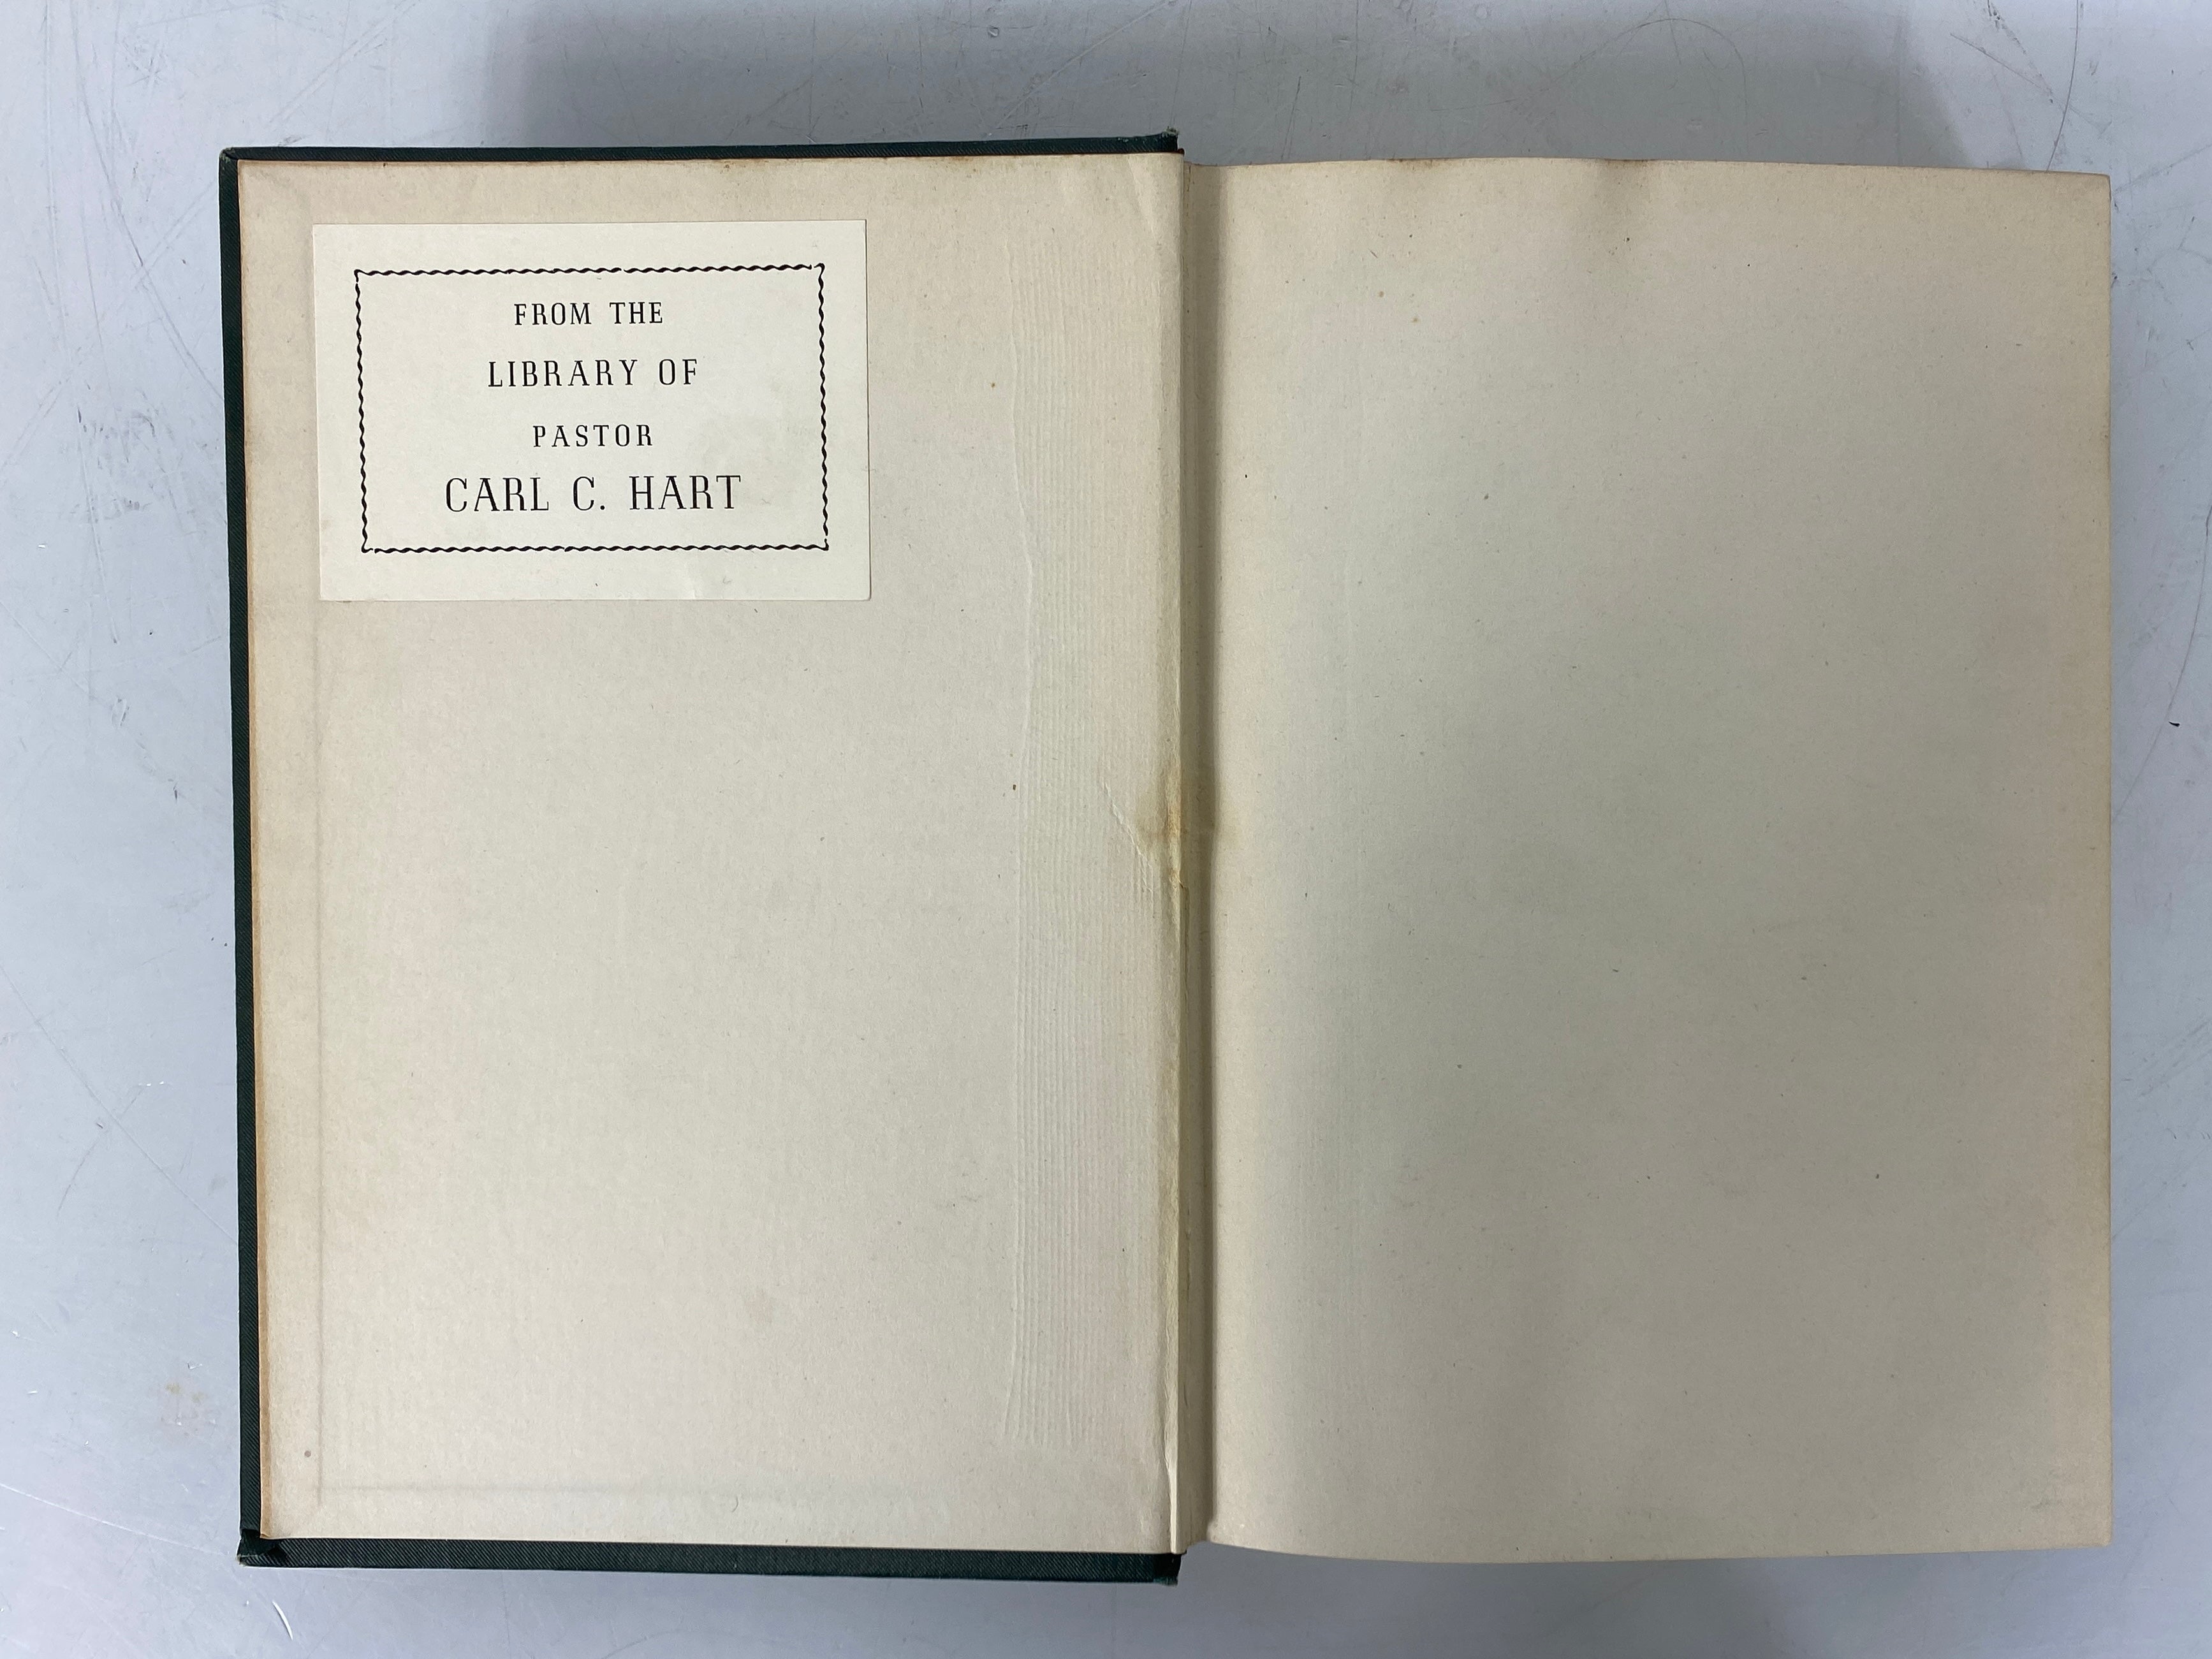 FROM THE
LIBRARY OF
PASTOR
CARL C. HART